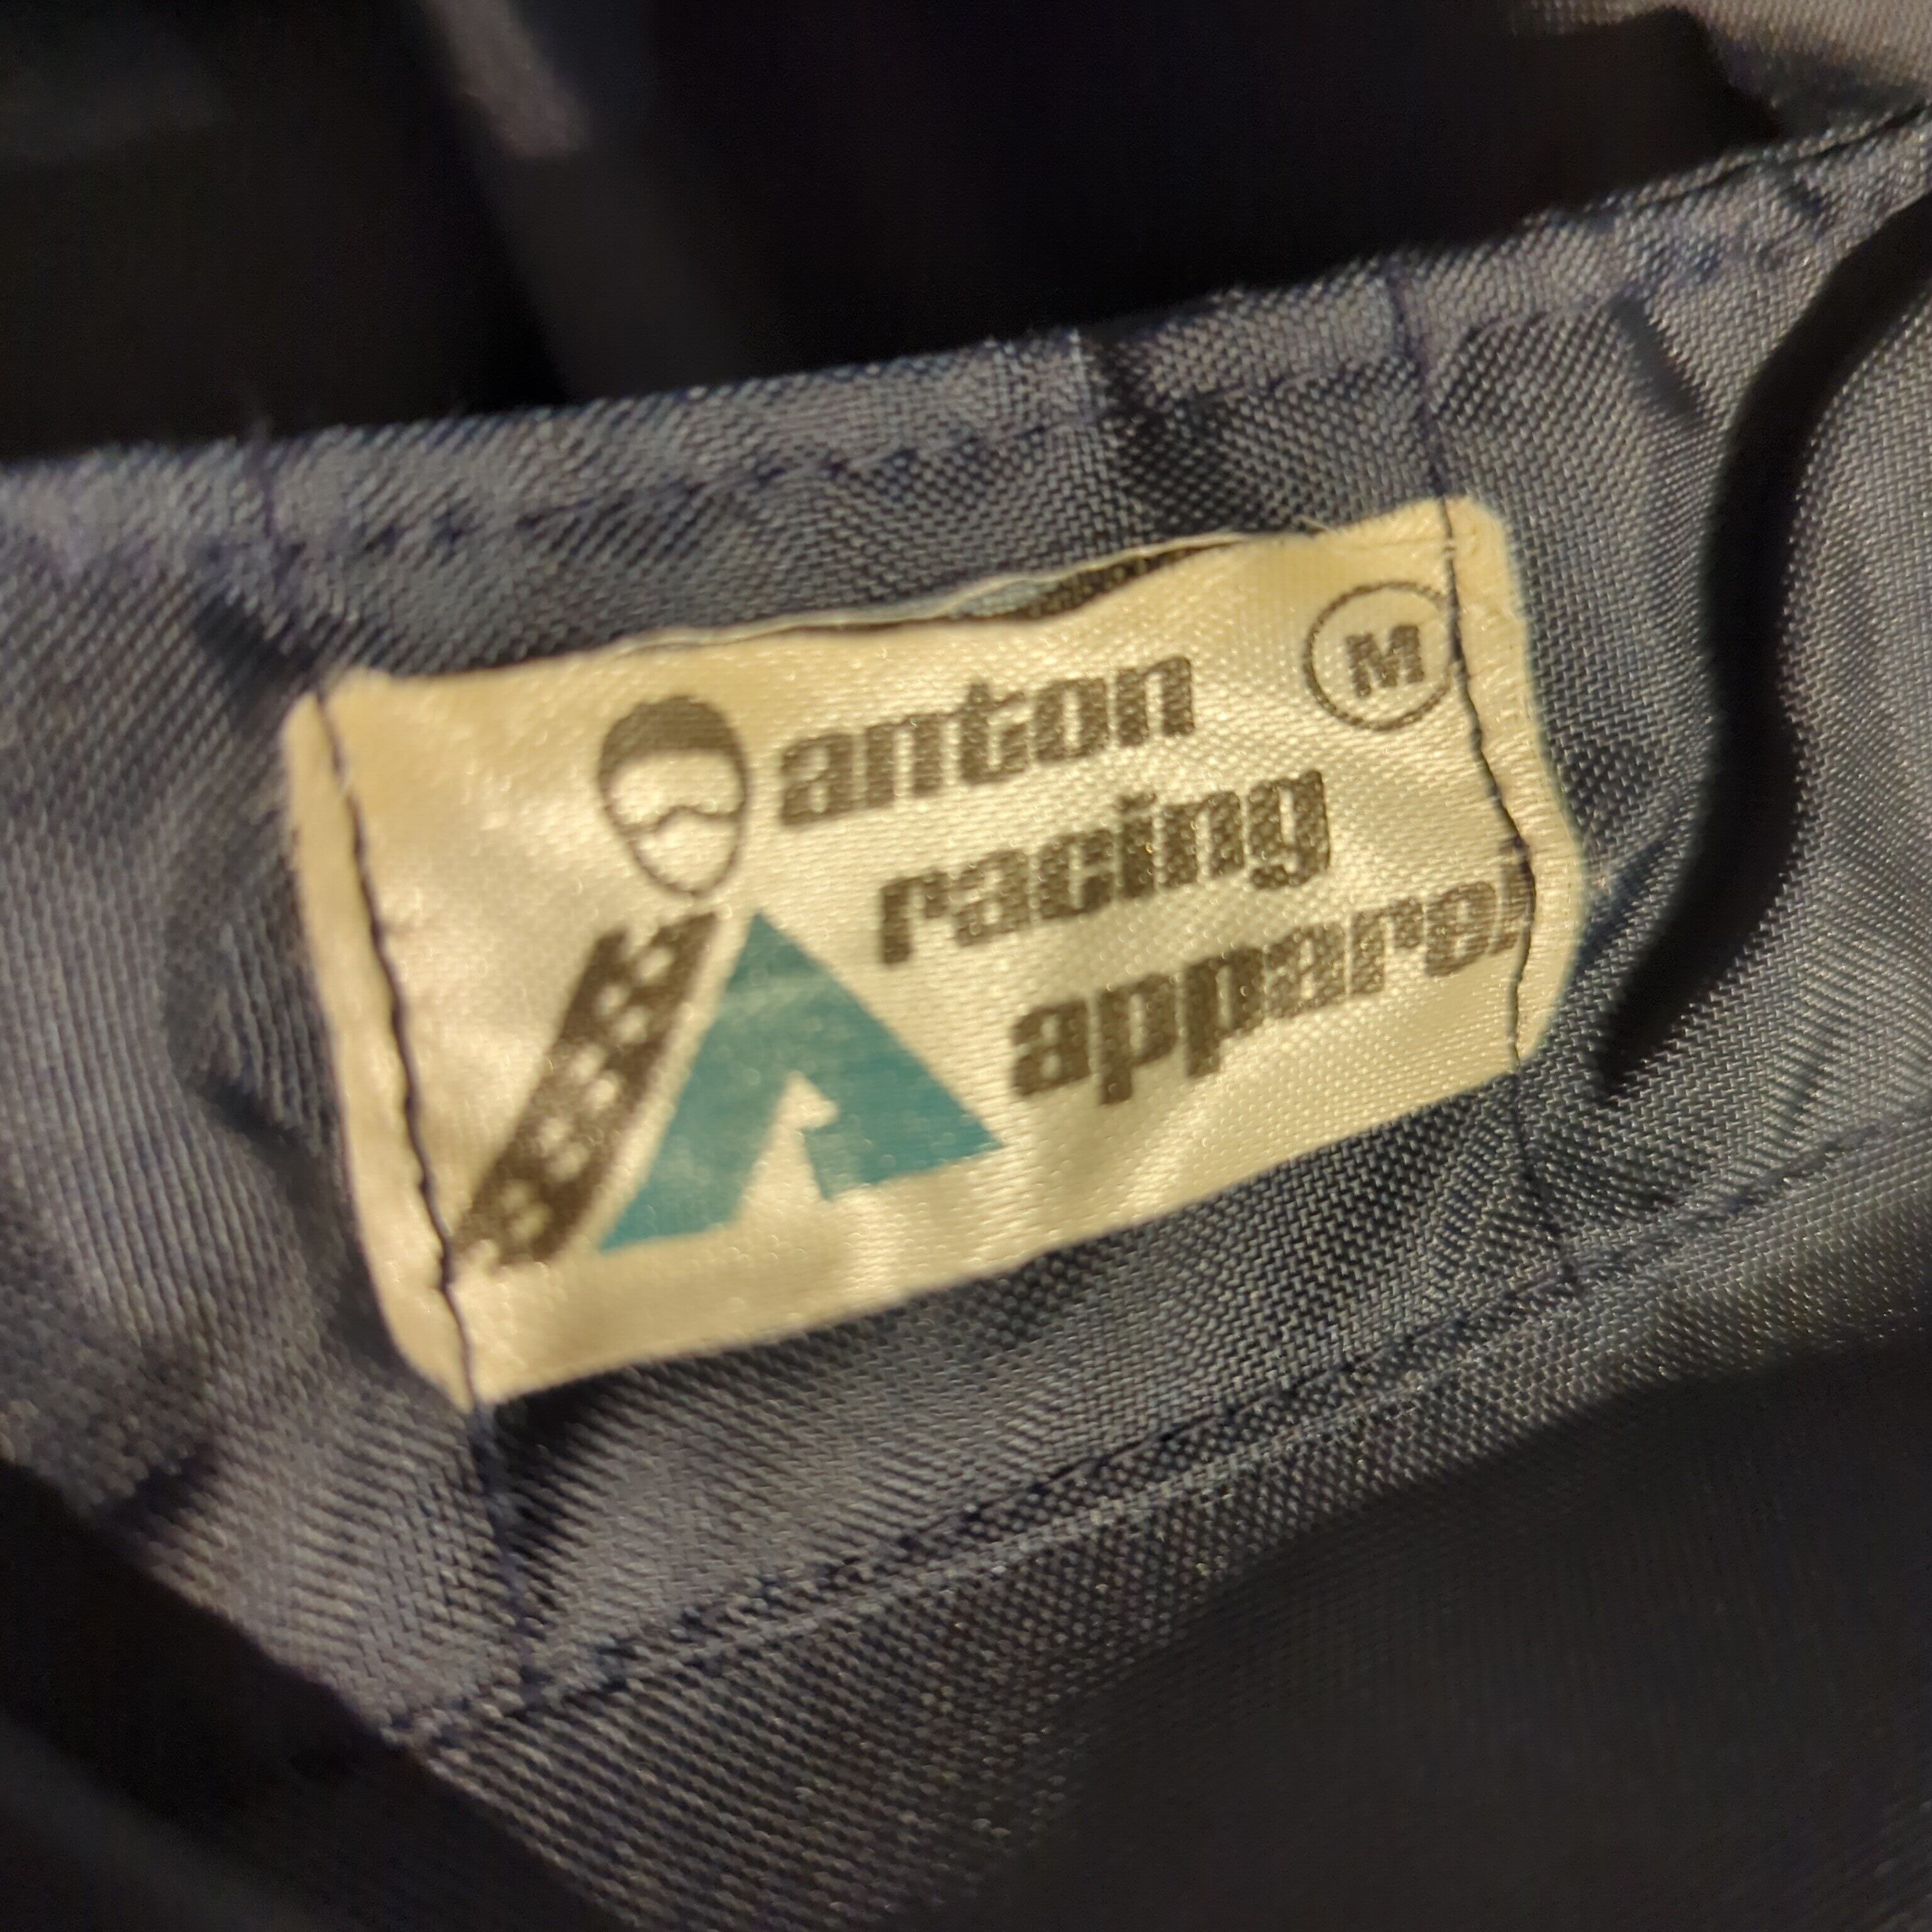 anton
M
racing
apparel